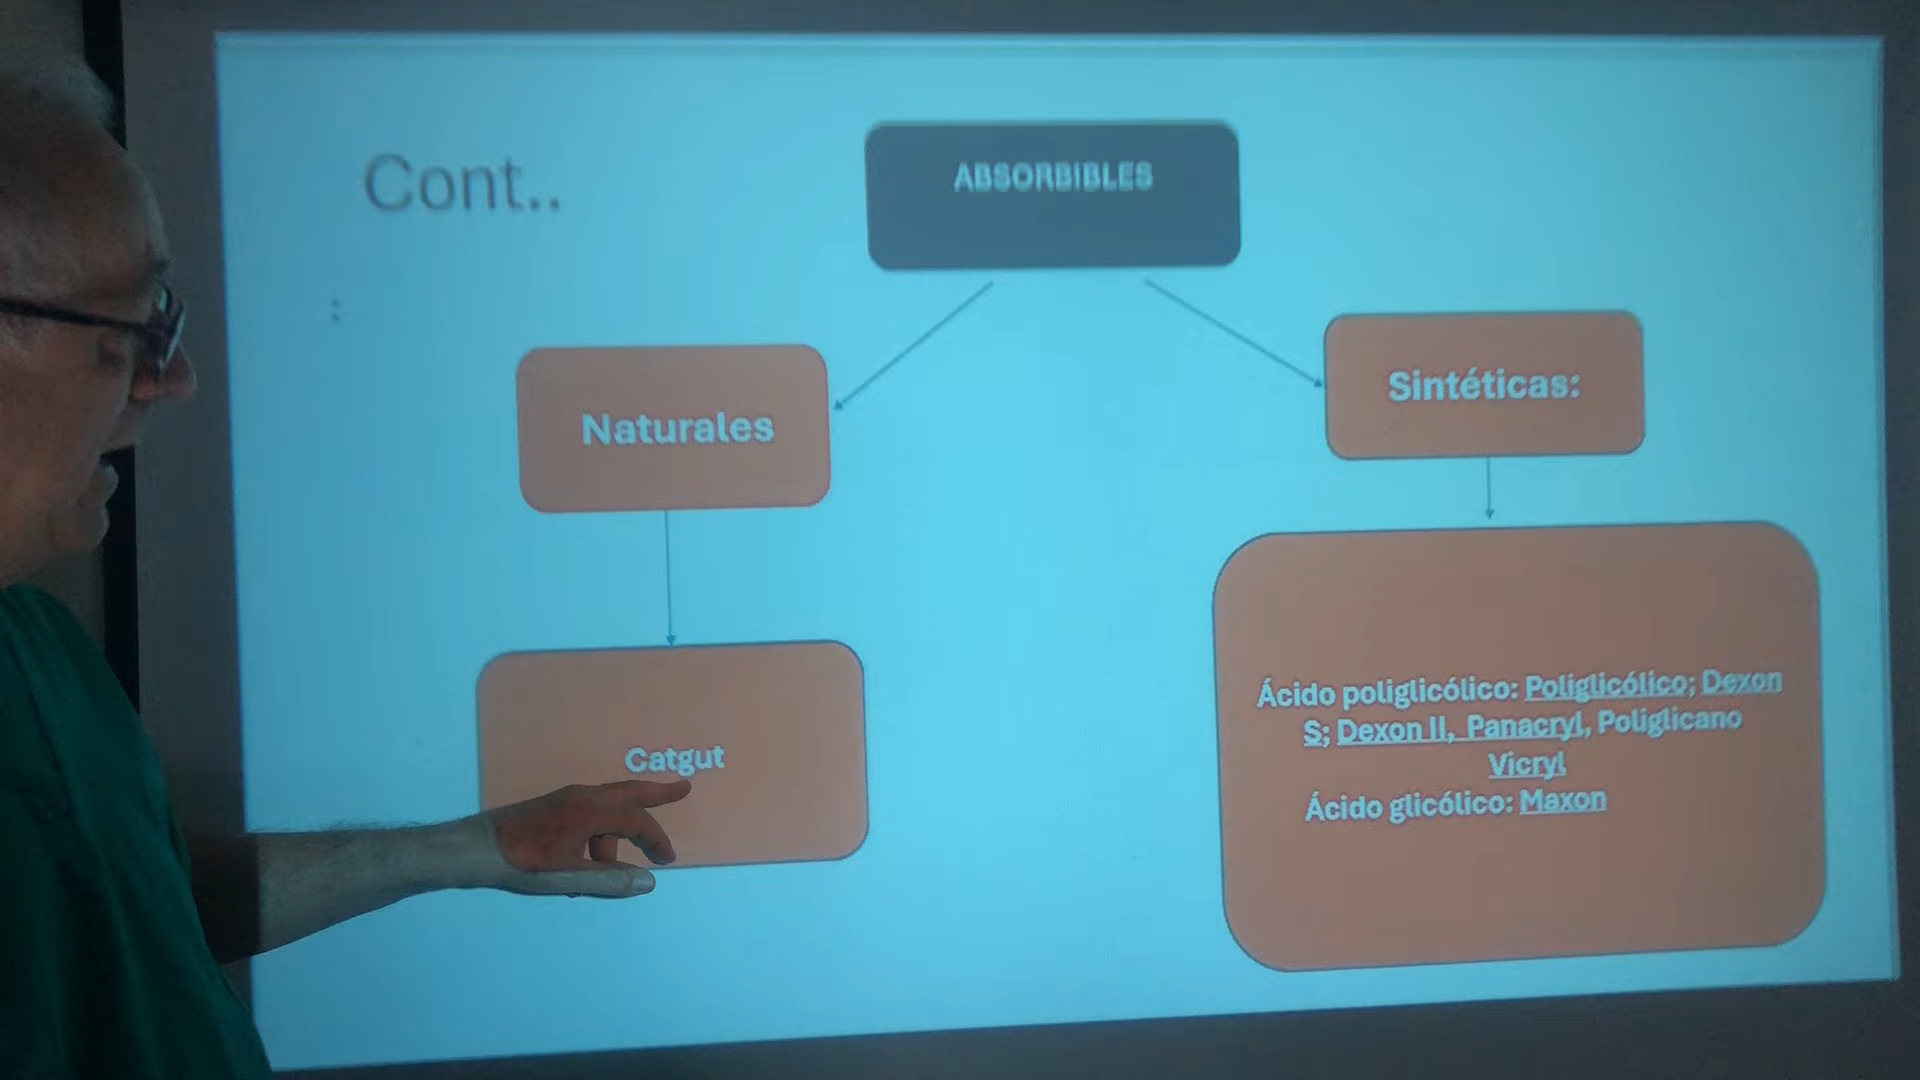 Cont..
ABSORBIBLES
:
Naturales
Sintéticas:
Catgut
Ácido poliglicólico: Poliglicólico; Dexon
S; Dexon II, Panacryl, Poliglicano
Vicryl
Ácido glicólico: Maxon